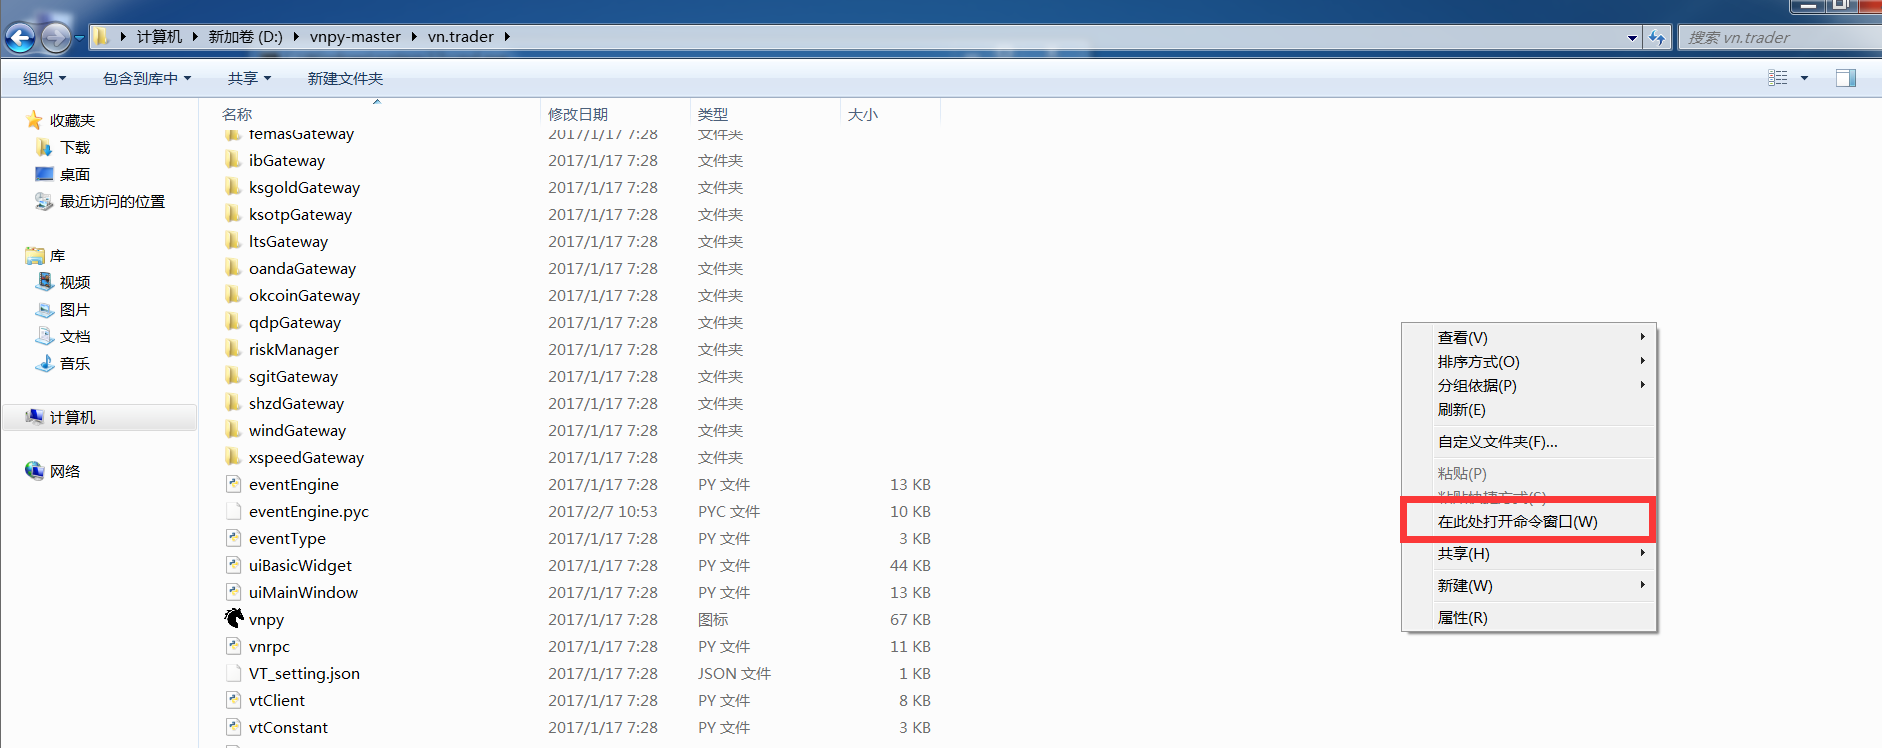 计算机 新加卷 (D:) vnpy-master vn.trader
搜索 vn.trader
组织 包含到库中 共享 新建文件夹
收藏夹
下载
桌面
最近访问的位置
库
视频
图片
文档
音乐
计算机
网络
名称 修改日期 类型 大小
femasGateway 2017/1/17 7:28 文件夹
ibGateway 2017/1/17 7:28 文件夹
ksgoldGateway 2017/1/17 7:28 文件夹
ksotpGateway 2017/1/17 7:28 文件夹
ltsGateway 2017/1/17 7:28 文件夹
oandaGateway 2017/1/17 7:28 文件夹
okcoinGateway 2017/1/17 7:28 文件夹
qdpGateway 2017/1/17 7:28 文件夹
riskManager 2017/1/17 7:28 文件夹
sgitGateway 2017/1/17 7:28 文件夹
shzdGateway 2017/1/17 7:28 文件夹
windGateway 2017/1/17 7:28 文件夹
xspeedGateway 2017/1/17 7:28 文件夹
eventEngine 2017/1/17 7:28 PY 文件 13 KB
eventEngine.pyc 2017/2/7 10:53 PYC 文件 10 KB
eventType 2017/1/17 7:28 PY 文件 3 KB
uiBasicWidget 2017/1/17 7:28 PY 文件 44 KB
uiMainWindow 2017/1/17 7:28 PY 文件 13 KB
vnpy 2017/1/17 7:28 图标 67 KB
vnrpc 2017/1/17 7:28 PY 文件 11 KB
VT_setting.json 2017/1/17 7:28 JSON 文件 1 KB
vtClient 2017/1/17 7:28 PY 文件 8 KB
vtConstant 2017/1/17 7:28 PY 文件 3 KB
查看(V)
排序方式(O)
分组依据(P)
刷新(E)
自定义文件夹(F)...
粘贴(P)
粘贴快捷方式(S)
在此处打开命令窗口(W)
共享(H)
新建(W)
属性(R)